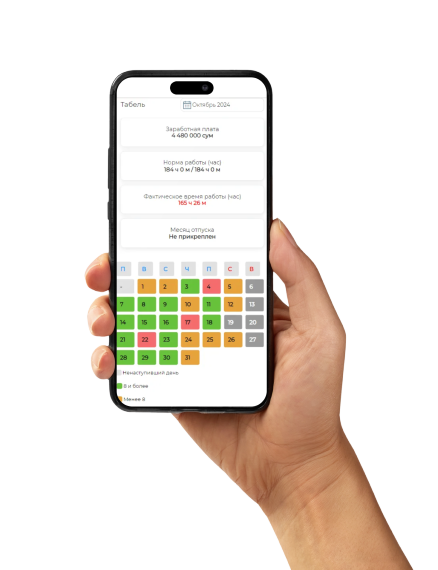 Табель
Октябрь 2024
Заработная плата
4 480 000 сум
Норма работы (час)
184 ч 0 м / 184 ч 0 м
Фактическое время работы (час)
165 ч 26 м
Месяц отпуска
Не прикреплен
П В С Ч П С В
- 1 2 3 4 5 6
7 8 9 10 11 12 13
14 15 16 17 18 19 20
21 22 23 24 25 26 27
28 29 30 31
Ненаступивший день
8 и более
Менее 8